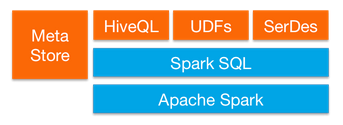 Meta
Store
HiveQL
UDFs
SerDes
Spark SQL
Apache Spark